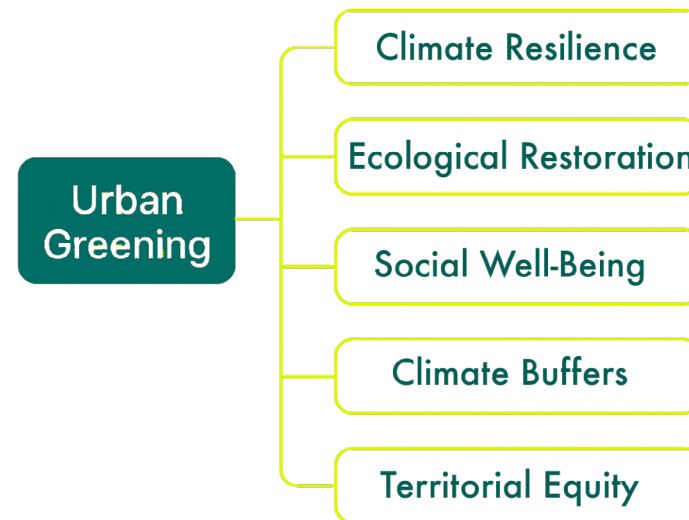 Urban
Greening
Climate Resilience
Ecological Restoration
Social Well-Being
Climate Buffers
Territorial Equity